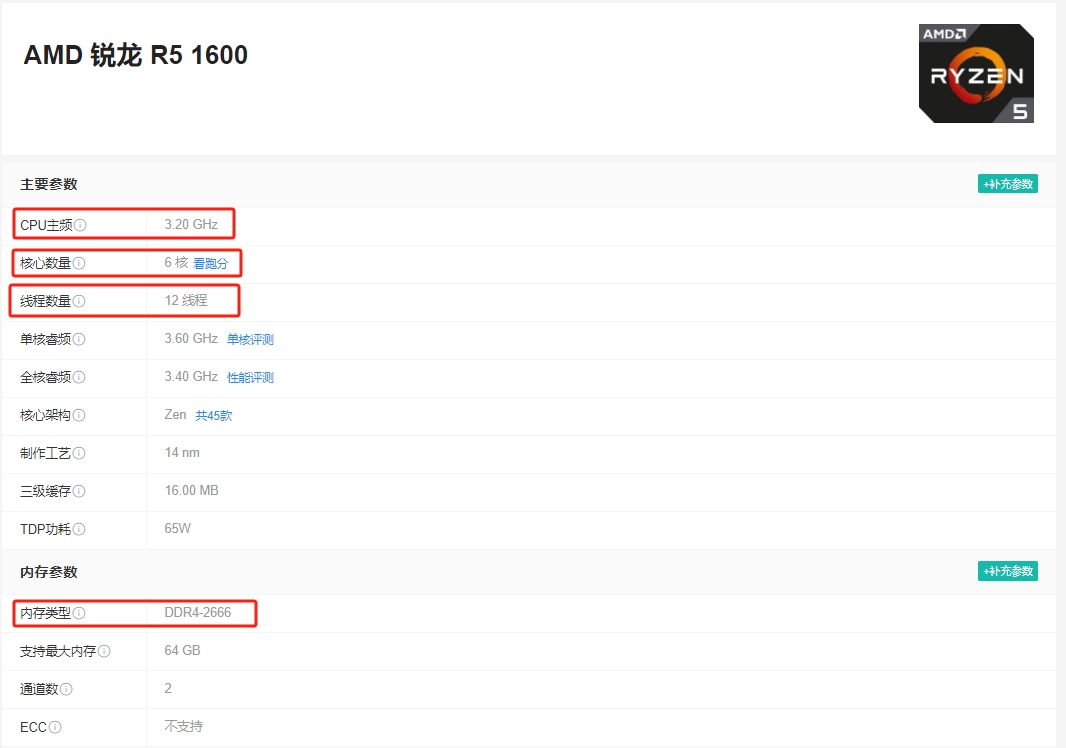 AMD 锐龙 R5 1600
AMD
RYZEN
5
主要参数 +补充参数
CPU主频 3.20 GHz
核心数量 6 核 看跑分
线程数量 12 线程
单核睿频 3.60 GHz 单核评测
全核睿频 3.40 GHz 性能评测
核心架构 Zen 共45款
制作工艺 14 nm
三级缓存 16.00 MB
TDP功耗 65W
内存参数 +补充参数
内存类型 DDR4-2666
支持最大内存 64 GB
通道数 2
ECC 不支持